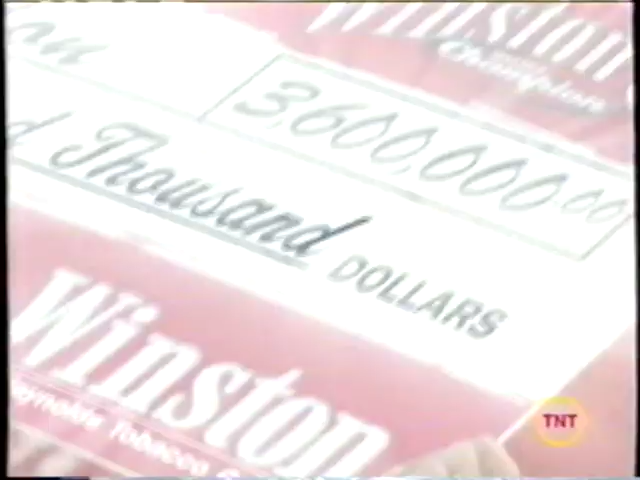 Winston
Champion
3,600,000.00
Thousand DOLLARS
Winston
Reynolds Tobacco
TNT